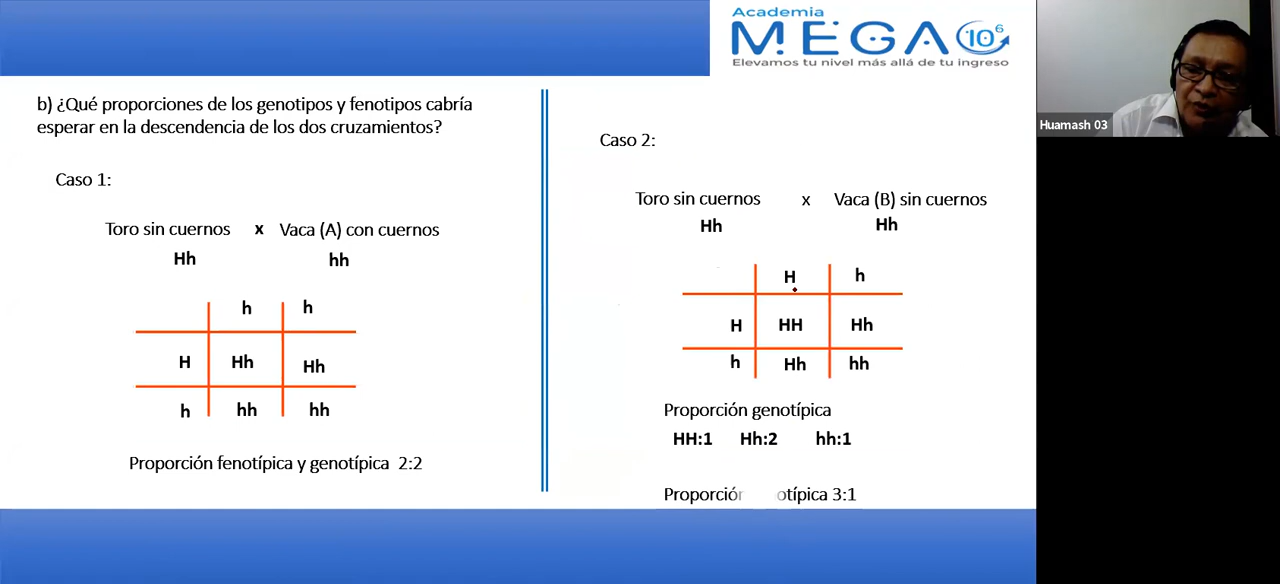 Academia
MEGA 10⁶
Elevamos tu nivel más allá de tu ingreso
Huamash 03
b) ¿Qué proporciones de los genotipos y fenotipos cabría
esperar en la descendencia de los dos cruzamientos?
Caso 1:
Toro sin cuernos x Vaca (A) con cuernos
Hh hh
h h
H Hh Hh
h hh hh
Proporción fenotípica y genotípica 2:2
Caso 2:
Toro sin cuernos x Vaca (B) sin cuernos
Hh Hh
H h
H HH Hh
h Hh hh
Proporción genotípica
HH:1 Hh:2 hh:1
3:1